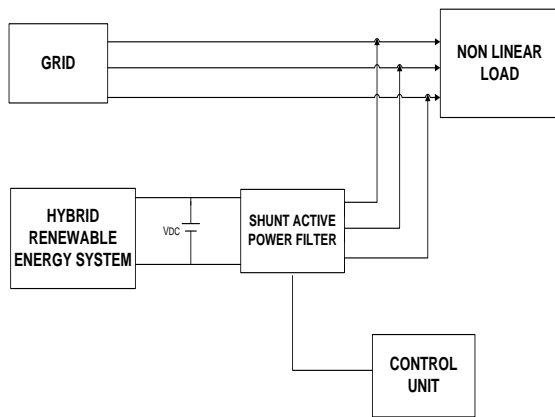 GRID
NON LINEAR
LOAD
HYBRID
RENEWABLE
ENERGY SYSTEM
VDC
SHUNT ACTIVE
POWER FILTER
CONTROL
UNIT